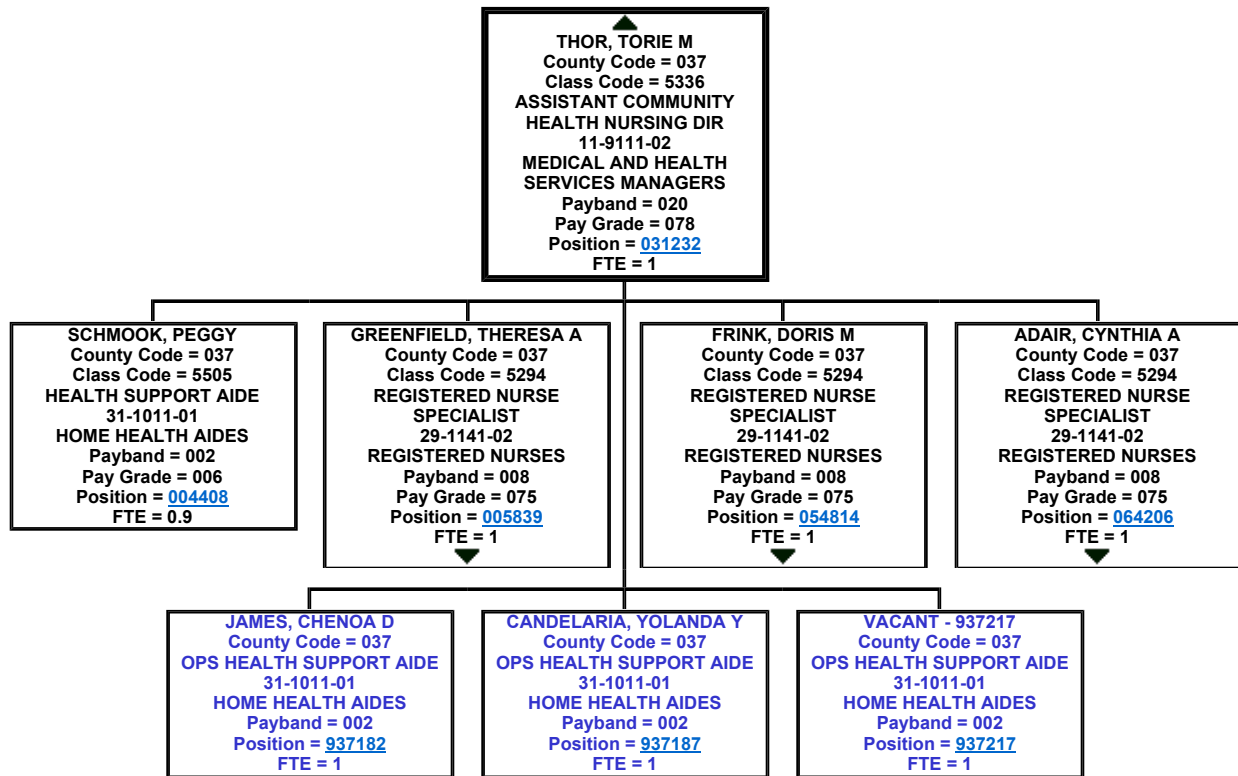 THOR, TORIE M
County Code = 037
Class Code = 5336
ASSISTANT COMMUNITY
HEALTH NURSING DIR
11-9111-02
MEDICAL AND HEALTH
SERVICES MANAGERS
Payband = 020
Pay Grade = 078
Position = 031232
FTE = 1
SCHMOOK, PEGGY
County Code = 037
Class Code = 5505
HEALTH SUPPORT AIDE
31-1011-01
HOME HEALTH AIDES
Payband = 002
Pay Grade = 006
Position = 004408
FTE = 0.9
GREENFIELD, THERESA A
County Code = 037
Class Code = 5294
REGISTERED NURSE
SPECIALIST
29-1141-02
REGISTERED NURSES
Payband = 008
Pay Grade = 075
Position = 005839
FTE = 1
FRINK, DORIS M
County Code = 037
Class Code = 5294
REGISTERED NURSE
SPECIALIST
29-1141-02
REGISTERED NURSES
Payband = 008
Pay Grade = 075
Position = 054814
FTE = 1
ADAIR, CYNTHIA A
County Code = 037
Class Code = 5294
REGISTERED NURSE
SPECIALIST
29-1141-02
REGISTERED NURSES
Payband = 008
Pay Grade = 075
Position = 064206
FTE = 1
JAMES, CHENOA D
County Code = 037
OPS HEALTH SUPPORT AIDE
31-1011-01
HOME HEALTH AIDES
Payband = 002
Position = 937182
FTE = 1
CANDELARIA, YOLANDA Y
County Code = 037
OPS HEALTH SUPPORT AIDE
31-1011-01
HOME HEALTH AIDES
Payband = 002
Position = 937187
FTE = 1
VACANT - 937217
County Code = 037
OPS HEALTH SUPPORT AIDE
31-1011-01
HOME HEALTH AIDES
Payband = 002
Position = 937217
FTE = 1